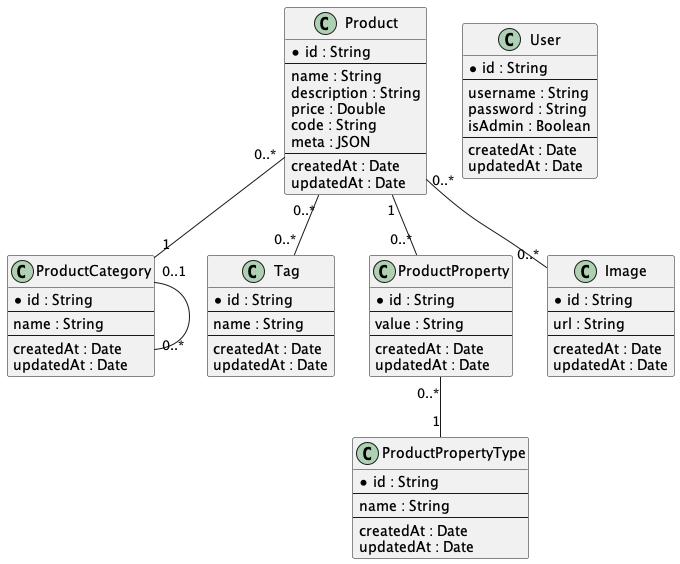 C Product
* id : String
name : String
description : String
price : Double
code : String
meta : JSON
createdAt : Date
updatedAt : Date
C User
* id : String
username : String
password : String
isAdmin : Boolean
createdAt : Date
updatedAt : Date
0..*
1
0..*
0..*
1
0..*
0..*
0..*
C ProductCategory
* id : String
name : String
createdAt : Date
updatedAt : Date
0..1
0..*
C Tag
* id : String
name : String
createdAt : Date
updatedAt : Date
C ProductProperty
* id : String
value : String
createdAt : Date
updatedAt : Date
C Image
* id : String
url : String
createdAt : Date
updatedAt : Date
0..*
1
C ProductPropertyType
* id : String
name : String
createdAt : Date
updatedAt : Date